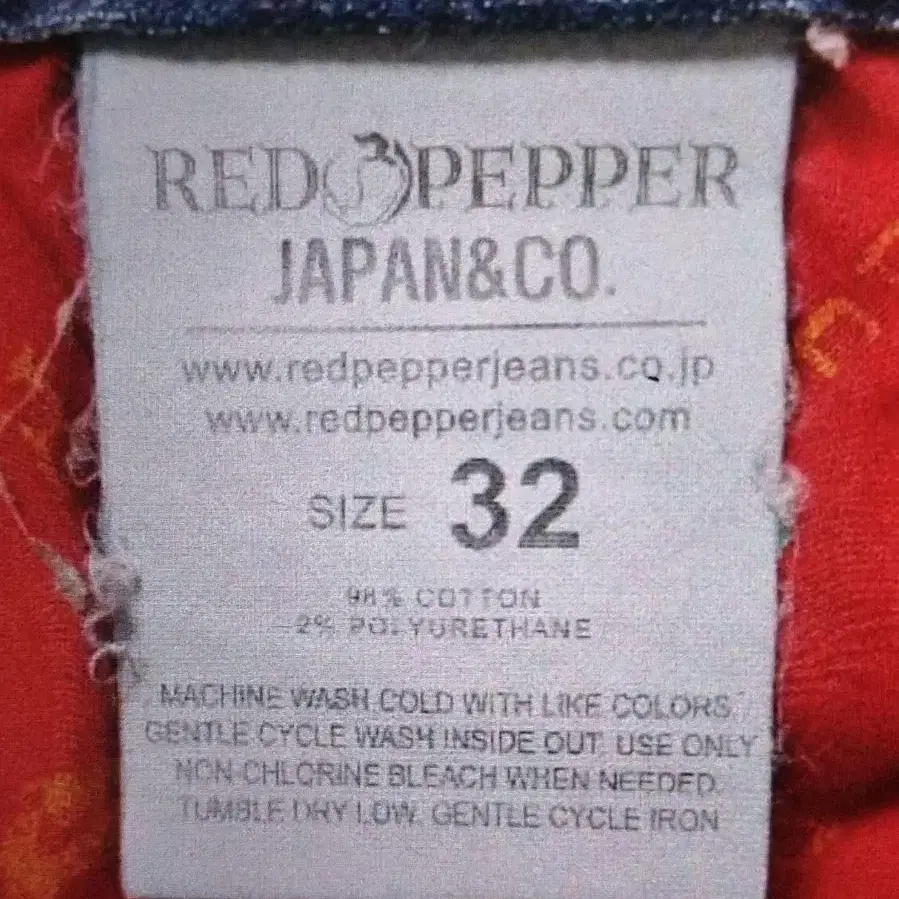 RED PEPPER
JAPAN&CO.
www.redpepperjeans.co.jp
www.redpepperjeans.com
SIZE 32
98% COTTON
2% POLYURETHANE
MACHINE WASH COLD WITH LIKE COLORS.
GENTLE CYCLE WASH INSIDE OUT. USE ONLY
NON-CHLORINE BLEACH WHEN NEEDED.
TUMBLE DRY LOW. GENTLE CYCLE IRON